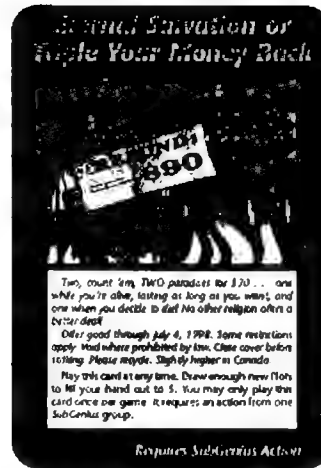 Eternal Salvation or
Triple Your Money Back
$90
Two, count 'em, TWO paradises for $30 . . . one
while you're alive, lasting as long as you want, and
one when you decide to die! No other religion offers a
better deal!
Offer good through July 4, 1998. Some restrictions
apply. Void where prohibited by law. Close cover before
striking. Please recycle. Slightly higher in Canada.
Play this card at any time. Draw enough new Plots
to fill your hand out to 5. You may only play this
card once per game. It requires an action from one
SubGenius group.
Requires SubGenius Action